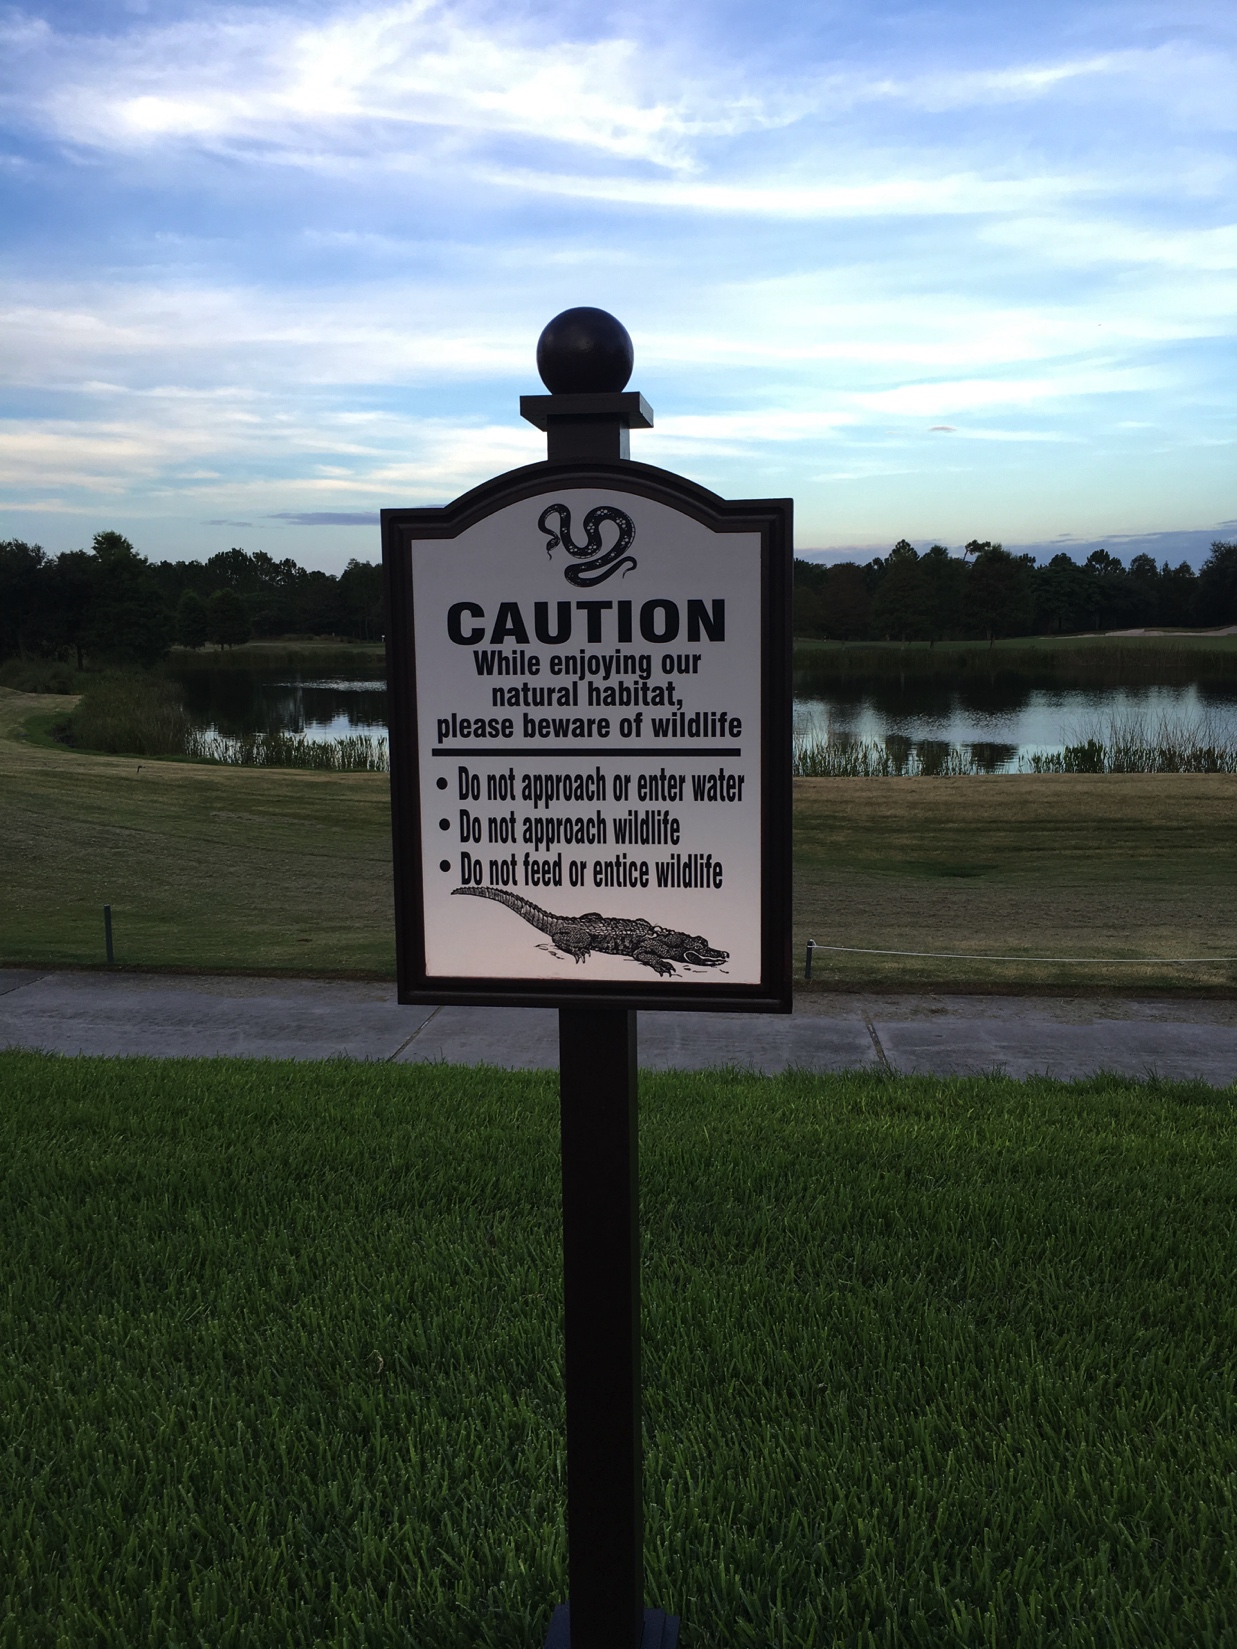 CAUTION
While enjoying our
natural habitat,
please beware of wildlife
• Do not approach or enter water
• Do not approach wildlife
• Do not feed or entice wildlife